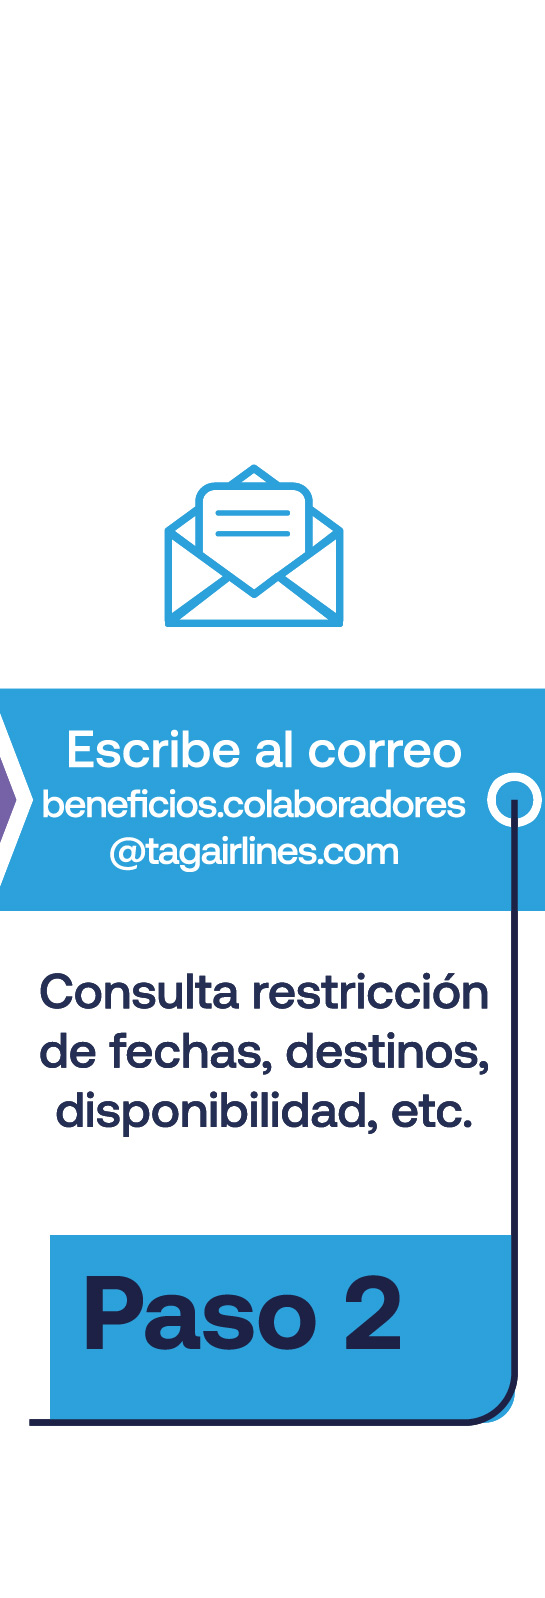 Escribe al correo
beneficios.colaboradores
@tagairlines.com
Consulta restricción
de fechas, destinos,
disponibilidad, etc.
Paso 2